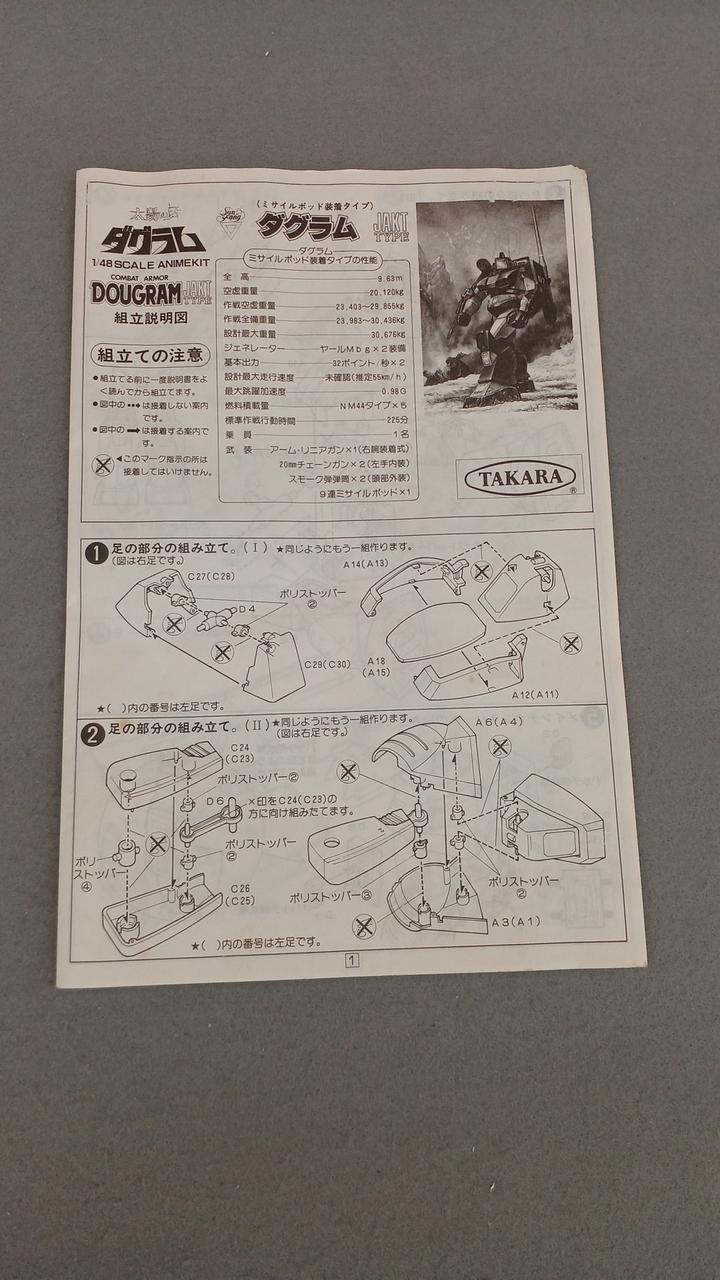 太陽の牙
ダグラム
1/48 SCALE ANIMEKIT
COMBAT ARMOR
DOUGRAM JAKT TYPE
組立説明図
組立ての注意
●組立てる前に一度説明書をよ
く読んでから組立てます。
●図中の•••は接着しない案内
です。
●図中の➡は接着する案内で
す。
◀このマーク指示の所は
接着してはいけません。
Sun Fang
(ミサイルポッド装着タイプ)
ダグラム
JAKT TYPE
ダグラム
ミサイルポッド装着タイプの性能
全高 9.63m
空虚重量 20,120kg
作戦空虚重量 23,403〜29,855kg
作戦全備重量 23,983〜30,436kg
設計最大重量 30,676kg
ジェネレーター ヤールMbg×2装備
基本出力 32ポイント/秒×2
設計最大走行速度 未確認(推定55km/h)
最大跳躍加速度 0.98G
燃料積載量 NM44タイプ×5
標準作戦行動時間 225分
乗員 1名
武装 アーム・リニアガン×1(右腕装着式)
20mmチェーンガン×2(左手内装)
スモーク弾弾筒×2(頭部外装)
9連ミサイルポッド×1
TAKARA®
1 足の部分の組み立て。(I) ★同じようにもう一組作ります。
(図は右足です。)
C27(C28)
D4
ポリストッパー
②
C29(C30)
A14(A13)
A18
(A15)
A12(A11)
★( )内の番号は左足です。
2 足の部分の組み立て。(II) ★同じようにもう一組作ります。
(図は右足です。)
C24
(C23)
ポリストッパー②
D6
×印をC24(C23)の
方に向け組みたてます。
ポリストッパー
②
ポリ
ストッパー
④
C26
(C25)
A6(A4)
ポリストッパー③
ポリストッパー
②
A3(A1)
★( )内の番号は左足です。
1